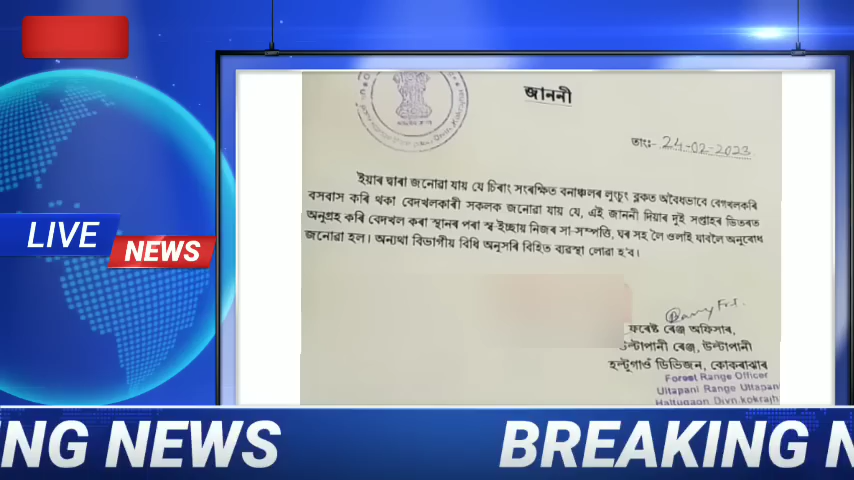 জাননী
তাং:- 24-02-2023
ইয়াৰ দ্বাৰা জনোৱা যায় যে চিৰাং সংৰক্ষিত বনাঞ্চলৰ লুচুং ব্লকত অবৈধভাবে বেগখলকৰি
বসবাস কৰি থকা বেদখলকাৰী সকলক জনোৱা যায় যে, এই জাননী দিয়াৰ দুই সপ্তাহৰ ভিতৰত
অনুগ্ৰহ কৰি বেদখল কৰা স্থানৰ পৰা স্ব-ইচ্ছায় নিজৰ সা-সম্পত্তি, ঘৰ সহ লৈ ওলাই যাবলৈ অনুৰোধ
জনোৱা হল। অন্যথা বিভাগীয় বিধি অনুসৰি বিহিত ব্যৱস্থা লোৱা হ'ব।
ফৰেষ্ট ৰেঞ্জ অফিসাৰ,
উল্টাপানী ৰেঞ্জ, উল্টাপানী
হল্টুগাওঁ ডিভিজন, কোকৰাঝাৰ
Forest Range Officer
Ultapani Range Ultapani
Haltugaon Divn.kokrajh
LIVE
NEWS
NG NEWS BREAKING N